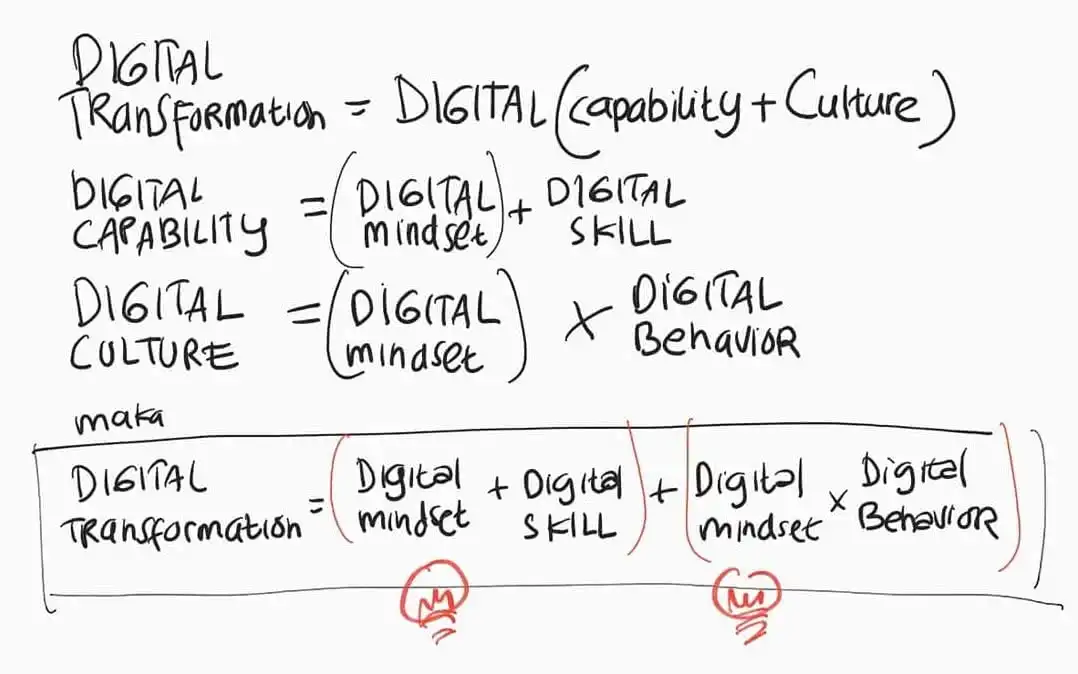 DIGITAL
TRANSFORMATION = DIGITAL (capability + Culture)
DIGITAL CAPABILITY = (DIGITAL mindset) + DIGITAL SKILL
DIGITAL CULTURE = (DIGITAL mindset) x DIGITAL BEHAVIOR
maka
DIGITAL TRANSFORMATION = (Digital mindset + Digital SKILL) + (Digital mindset x Digital BEHAVIOR)